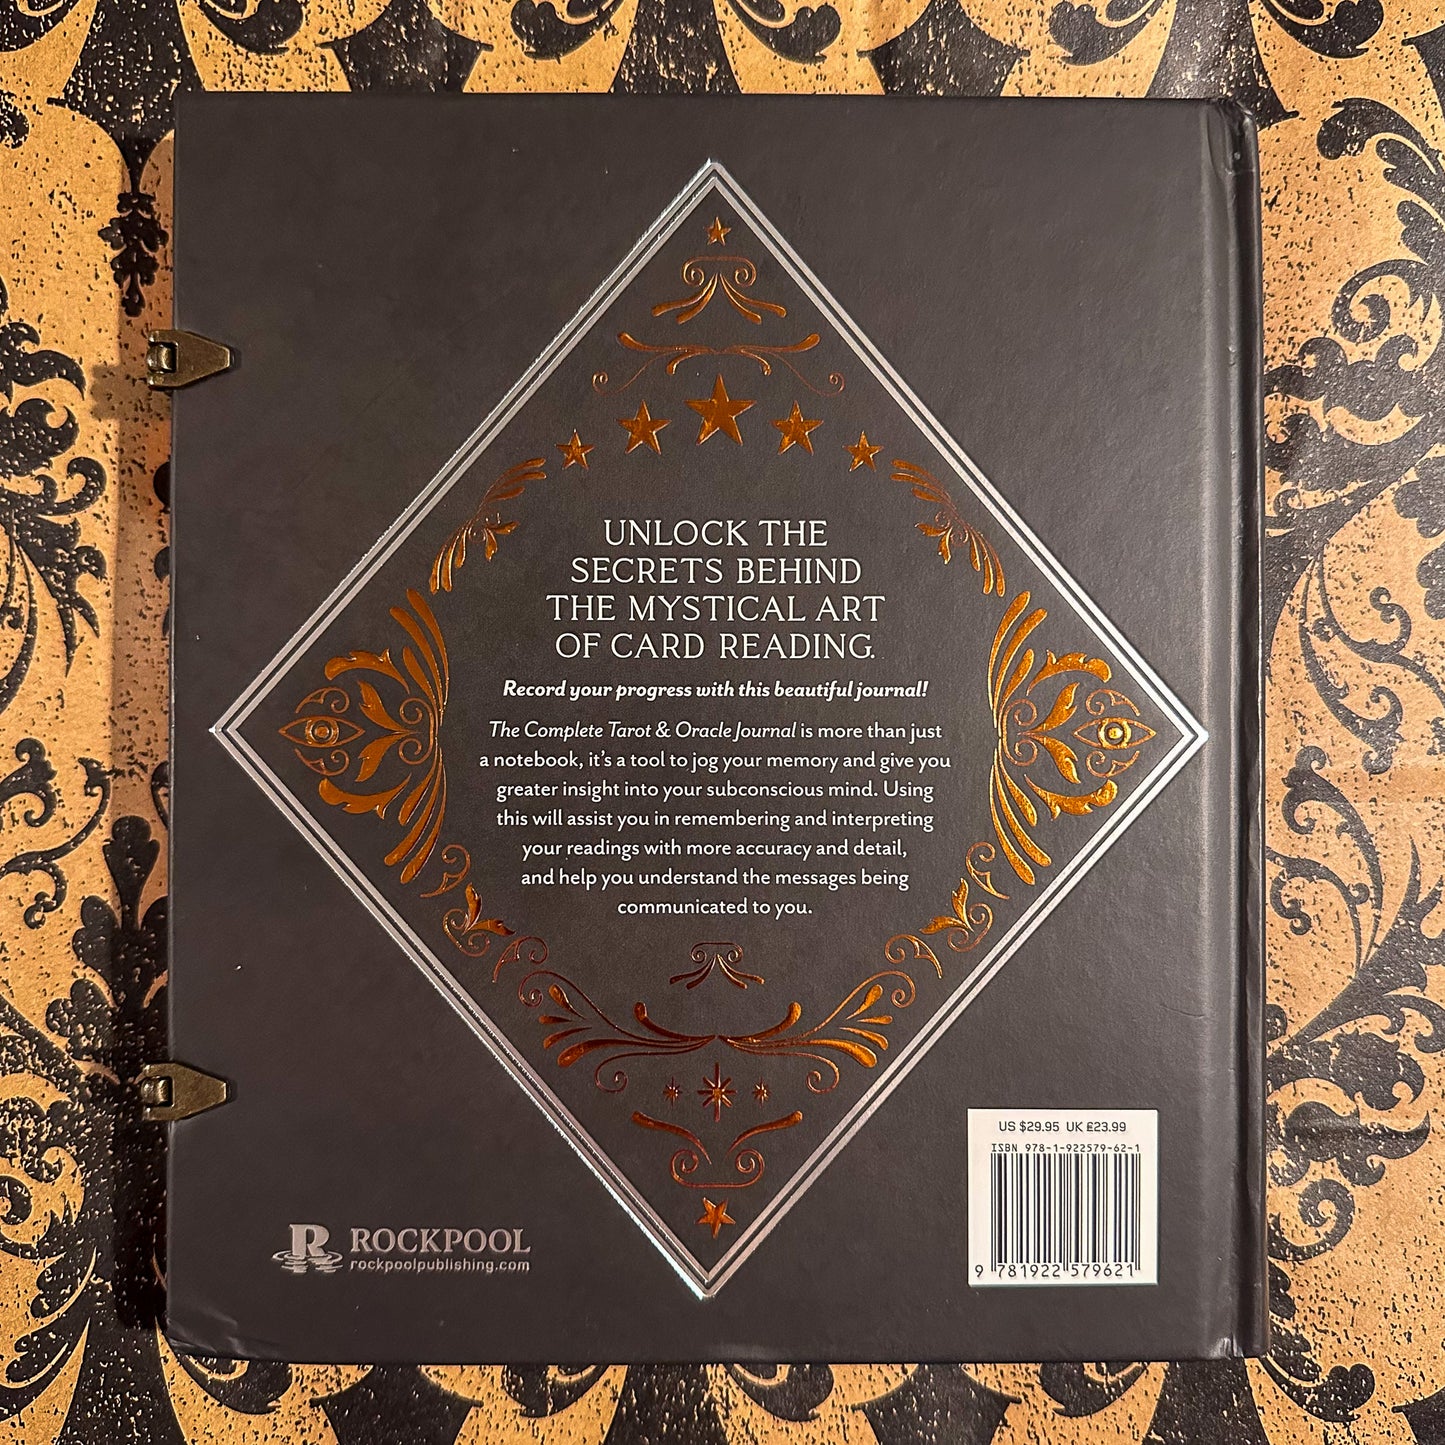 UNLOCK THE
SECRETS BEHIND
THE MYSTICAL ART
OF CARD READING.
Record your progress with this beautiful journal!
The Complete Tarot & Oracle Journal is more than just
a notebook, it's a tool to jog your memory and give you
greater insight into your subconscious mind. Using
this will assist you in remembering and interpreting
your readings with more accuracy and detail,
and help you understand the messages being
communicated to you.
US $29.95 UK £23.99
ISBN 978-1-922579-62-1
9 781922 579621
R ROCKPOOL
rockpoolpublishing.com